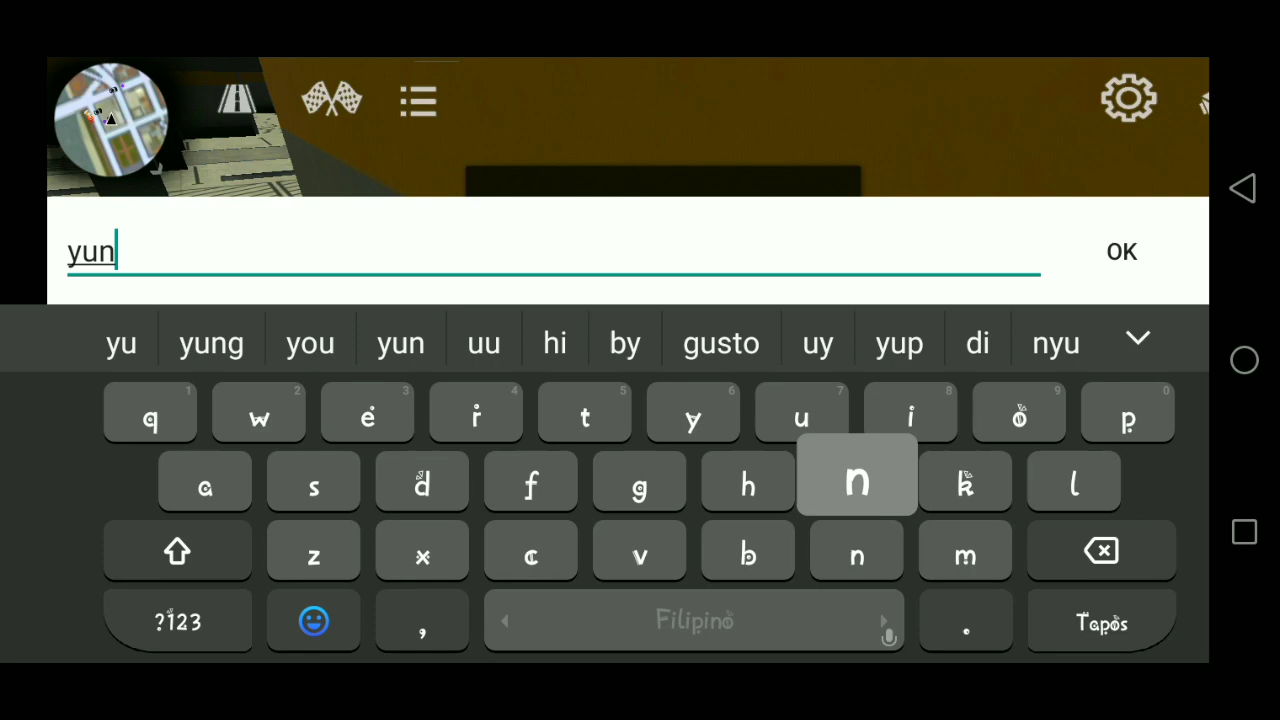 yun
OK
yu yung you yun uu hi by gusto uy yup di nyu
1 2 3 4 5 6 7 8 9 0
q w e r t y u i o p
a s d f g h n k l
z x c v b n m
?123 , Filipino . Tapos